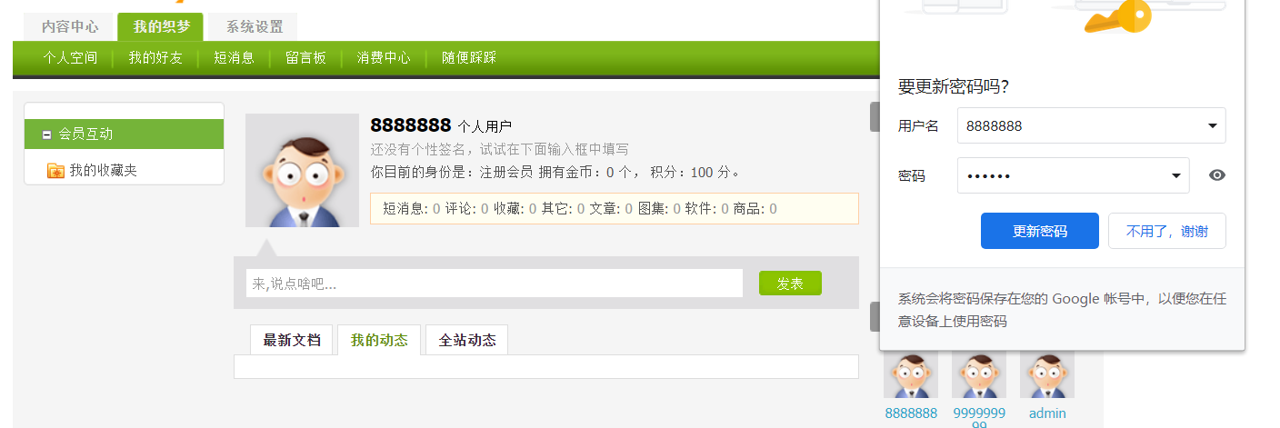 内容中心 我的织梦 系统设置
个人空间 我的好友 短消息 留言板 消费中心 随便踩踩
会员互动
我的收藏夹
8888888 个人用户
还没有个性签名，试试在下面输入框中填写
你目前的身份是：注册会员 拥有金币：0 个， 积分：100 分。
短消息: 0 评论: 0 收藏: 0 其它: 0 文章: 0 图集: 0 软件: 0 商品: 0
来,说点啥吧...
发表
最新文档 我的动态 全站动态
要更新密码吗?
用户名 8888888
密码 ••••••
更新密码 不用了，谢谢
系统会将密码保存在您的 Google 帐号中，以便您在任
意设备上使用密码
8888888 9999999 admin
99